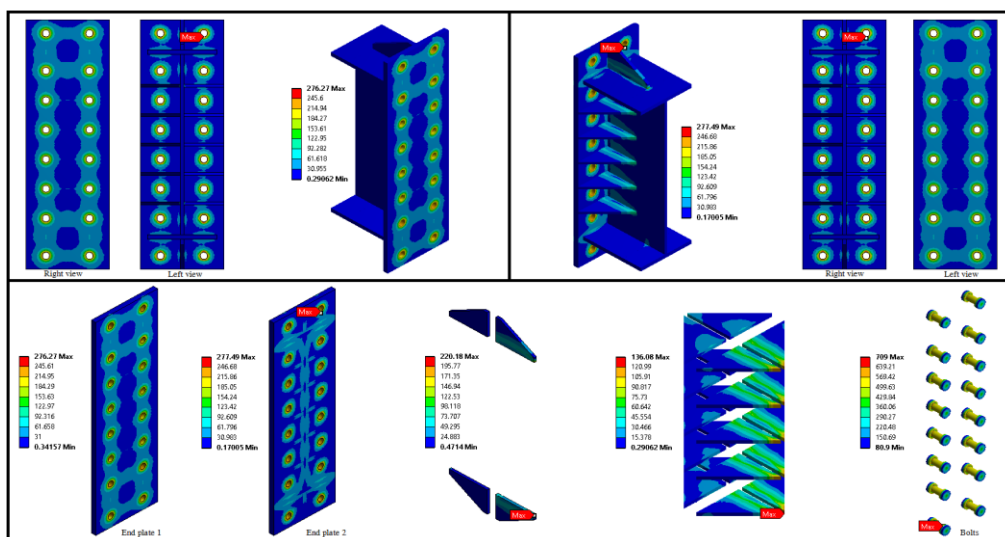 Max
276.27 Max
245.6
214.94
184.27
153.61
122.95
92.282
61.618
30.955
0.29062 Min
Right view
Left view
Max
277.49 Max
246.68
215.86
185.05
154.24
123.42
92.609
61.796
30.983
0.17005 Min
Max
Right view
Left view
276.27 Max
245.61
214.95
184.29
153.63
122.97
92.316
61.658
31
0.34157 Min
End plate 1
Max
277.49 Max
246.68
215.86
185.05
154.24
123.42
92.609
61.796
30.983
0.17005 Min
End plate 2
220.18 Max
195.77
171.35
146.94
122.53
98.118
73.707
49.295
24.883
0.4714 Min
Max
136.08 Max
120.99
105.91
90.817
75.73
60.642
45.554
30.466
15.378
0.29062 Min
Max
709 Max
639.21
569.42
499.63
429.84
360.06
290.27
220.48
150.69
80.9 Min
Max
Bolts